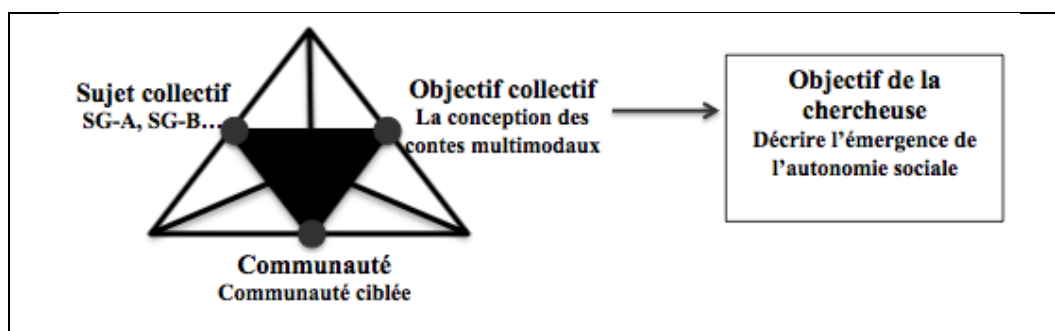 Sujet collectif
SG-A, SG-B…
Objectif collectif
La conception des
contes multimodaux
Objectif de la
chercheuse
Décrire l’émergence de
l’autonomie sociale
Communauté
Communauté ciblée